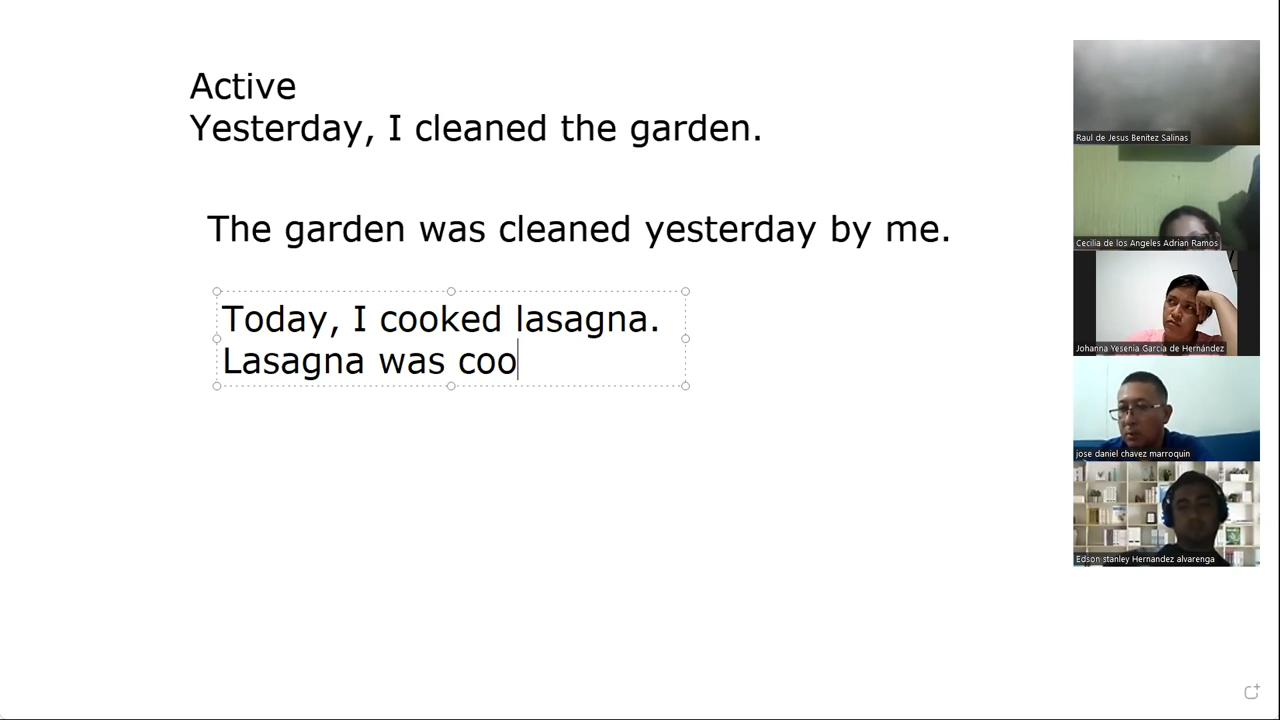 Active
Yesterday, I cleaned the garden.
The garden was cleaned yesterday by me.
Today, I cooked lasagna.
Lasagna was coo
Raul de Jesus Benitez Salinas
Cecilia de los Angeles Adrian Ramos
Johanna Yesenia García de Hernández
jose daniel chavez marroquin
Edson stanley Hernandez alvarenga